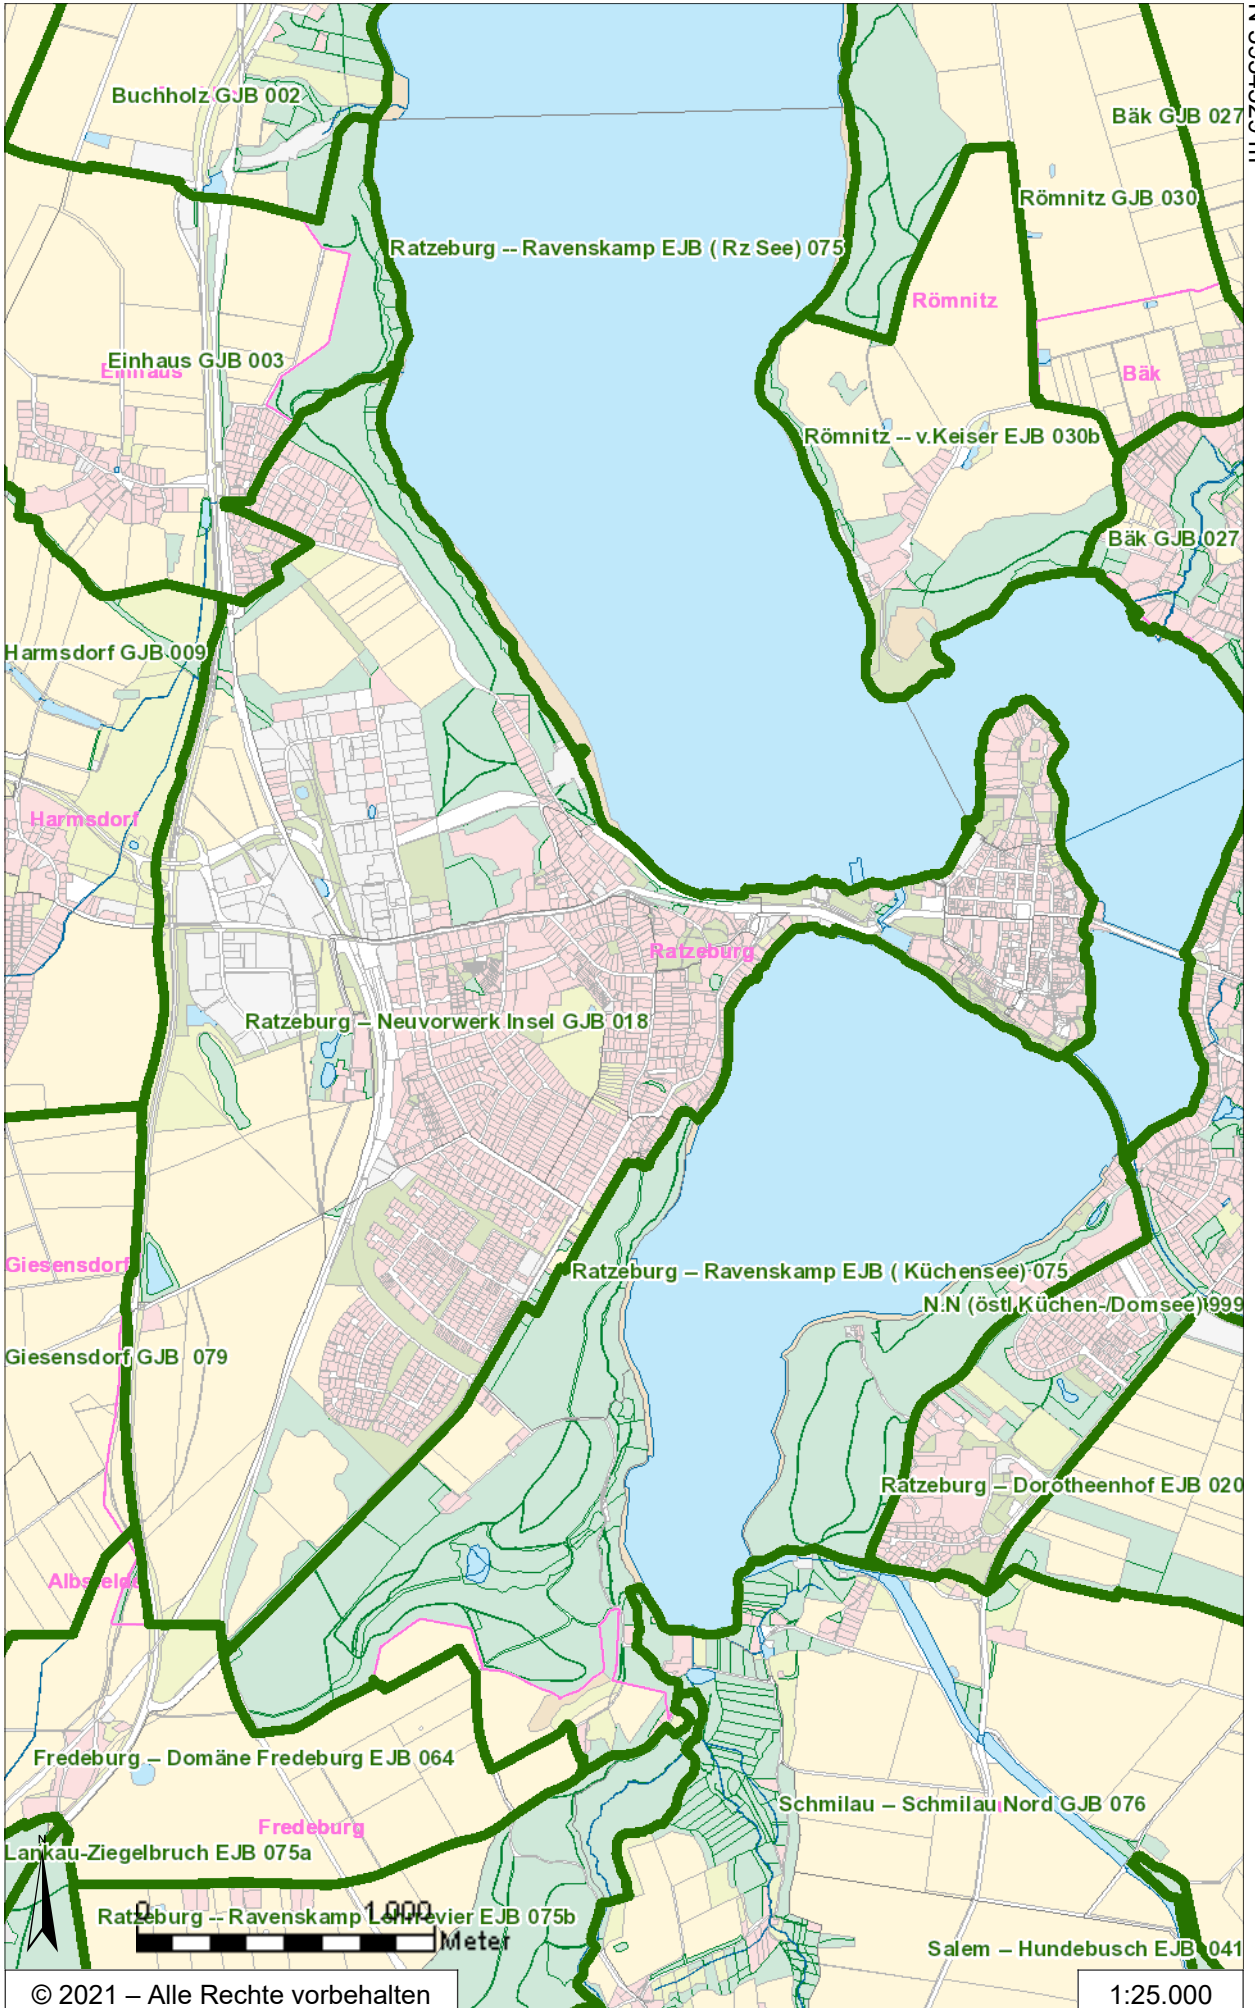 Buchholz GJB 002
Bäk GJB 027
Römnitz GJB 030
Ratzeburg -- Ravenskamp EJB ( Rz See) 075
Römnitz
Einhaus GJB 003
Einhaus
Bäk
Römnitz -- v.Keiser EJB 030b
Bäk GJB 027
Harmsdorf GJB 009
Harmsdorf
Ratzeburg
Ratzeburg – Neuvorwerk Insel GJB 018
Giesensdorf
Ratzeburg – Ravenskamp EJB ( Küchensee) 075
N.N (östl Küchen-/Domsee) 999
Giesensdorf GJB 079
Ratzeburg – Dorotheenhof EJB 020
Albsfelde
Fredeburg – Domäne Fredeburg EJB 064
Schmilau – Schmilau Nord GJB 076
Fredeburg
N
Lankau-Ziegelbruch EJB 075a
0 1.000
Ratzeburg -- Ravenskamp Lohnrevier EJB 075b
Meter
Salem – Hundebusch EJB 041
© 2021 – Alle Rechte vorbehalten
1:25.000